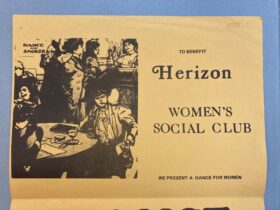 DANCE
SMOKER
TO BENEFIT
Herizon
WOMEN'S
SOCIAL CLUB
WE PRESENT A DANCE FOR WOMEN